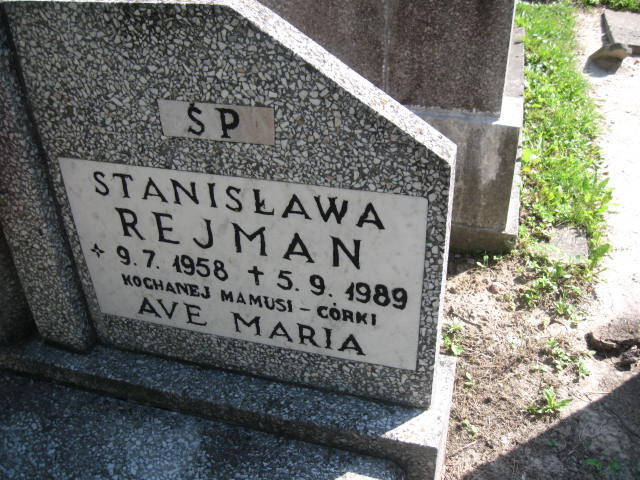 ŚP
STANISŁAWA
REJMAN
✣ 9.7.1958 ✝ 5.9.1989
KOCHANEJ MAMUSI-CÓRKI
AVE MARIA